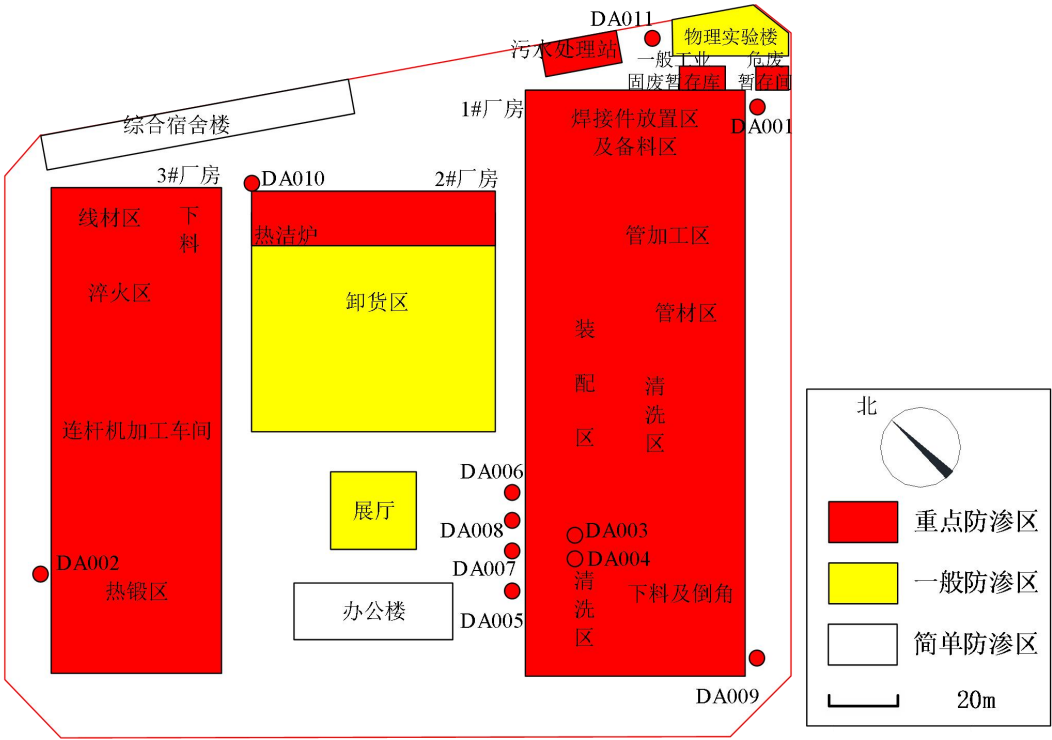 DA011
物理实验楼
污水处理站
一般工业
固废暂存库
危废
暂存间
1#厂房
焊接件放置区
及备料区
DA001
综合宿舍楼
3#厂房
DA010
2#厂房
线材区
下
料
热洁炉
管加工区
淬火区
卸货区
管材区
装
配
区
清
洗
区
连杆机加工车间
DA006
展厅
DA008
DA003
DA007
DA004
DA002
热锻区
办公楼
DA005
清
洗
区
下料及倒角
DA009
北
重点防渗区
一般防渗区
简单防渗区
20m